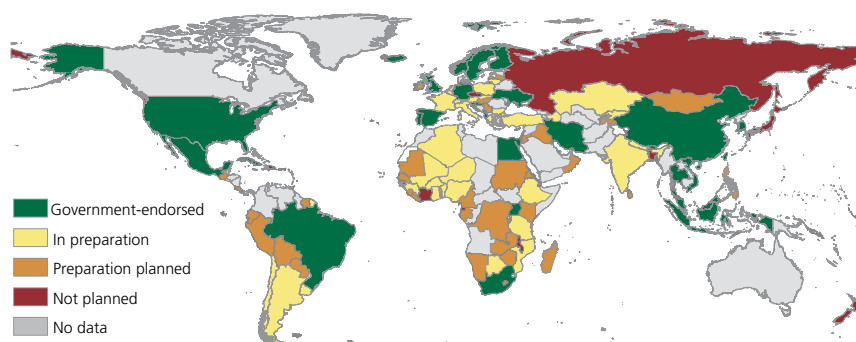 Government-endorsed
In preparation
Preparation planned
Not planned
No data